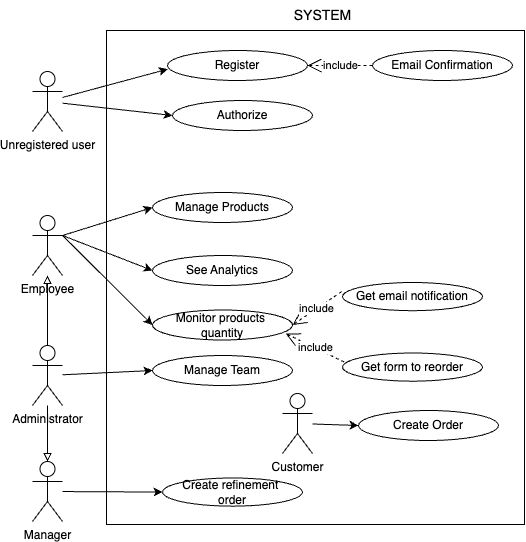 SYSTEM
Register
include
Email Confirmation
Authorize
Unregistered user
Manage Products
See Analytics
Employee
Get email notification
include
Monitor products
quantity
include
Get form to reorder
Manage Team
Administrator
Create Order
Customer
Create refinement
order
Manager